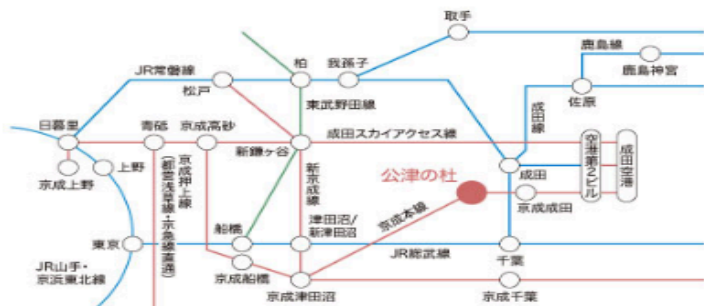 取手
鹿島線
JR常磐線
柏
我孫子
鹿島神宮
松戸
東武野田線
佐原
日暮里
青砥
京成高砂
成田線
新鎌ヶ谷
成田スカイアクセス線
上野
京成上野
京成押上線
(都営浅草線・京急線直通)
新京成線
公津の杜
成田
空港第2ビル
成田空港
京成成田
船橋
津田沼/
新津田沼
京成本線
東京
JR総武線
千葉
JR山手・
京浜東北線
京成船橋
京成津田沼
京成千葉